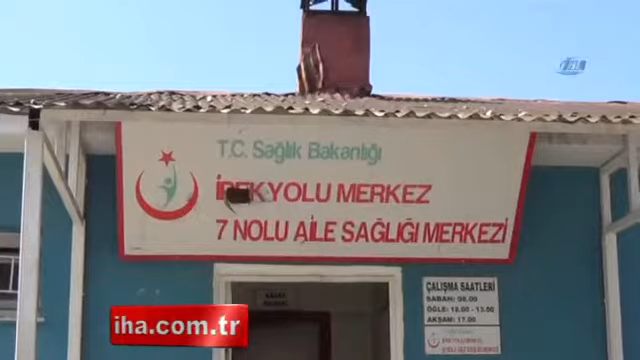 T.C. Sağlık Bakanlığı
İPEKYOLU MERKEZ
7 NOLU AİLE SAĞLIĞI MERKEZİ
ÇALIŞMA SAATLERİ
SABAH: 08.00
ÖĞLE: 12.00 - 13.00
AKŞAM: 17.00
iha.com.tr